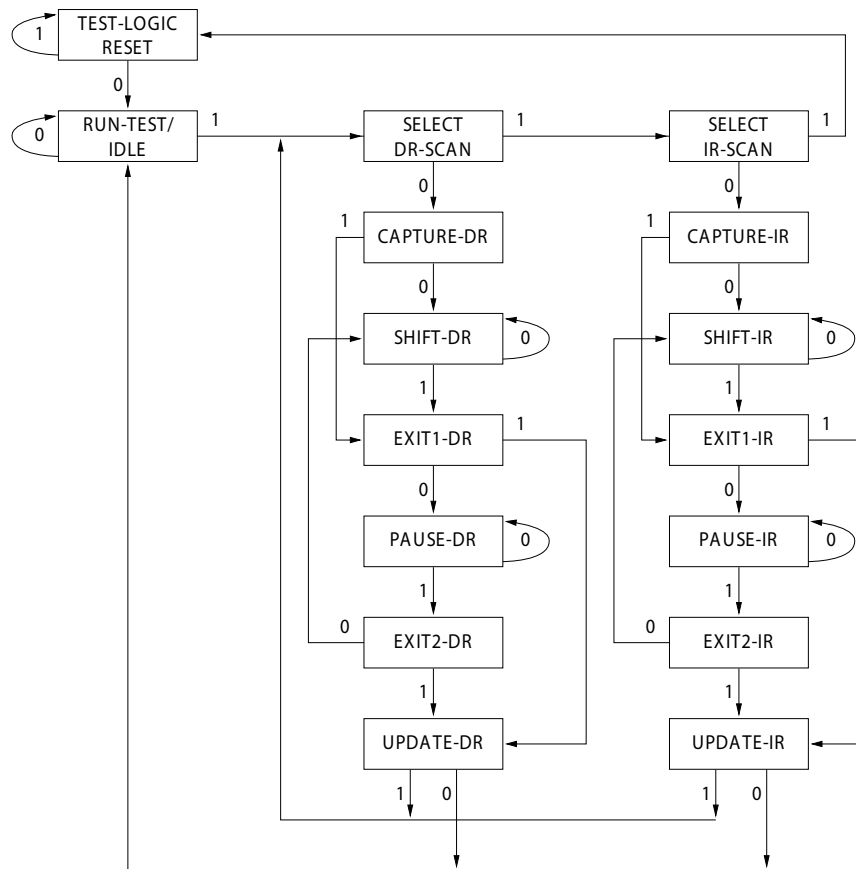 TEST-LOGIC
RESET
1
0
RUN-TEST/
IDLE
0
1
SELECT
DR-SCAN
1
SELECT
IR-SCAN
1
0
0
1
CAPTURE-DR
1
CAPTURE-IR
0
0
SHIFT-DR
0
SHIFT-IR
0
1
1
EXIT1-DR
1
EXIT1-IR
1
0
0
PAUSE-DR
0
PAUSE-IR
0
1
1
0
EXIT2-DR
0
EXIT2-IR
1
1
UPDATE-DR
UPDATE-IR
1
0
1
0